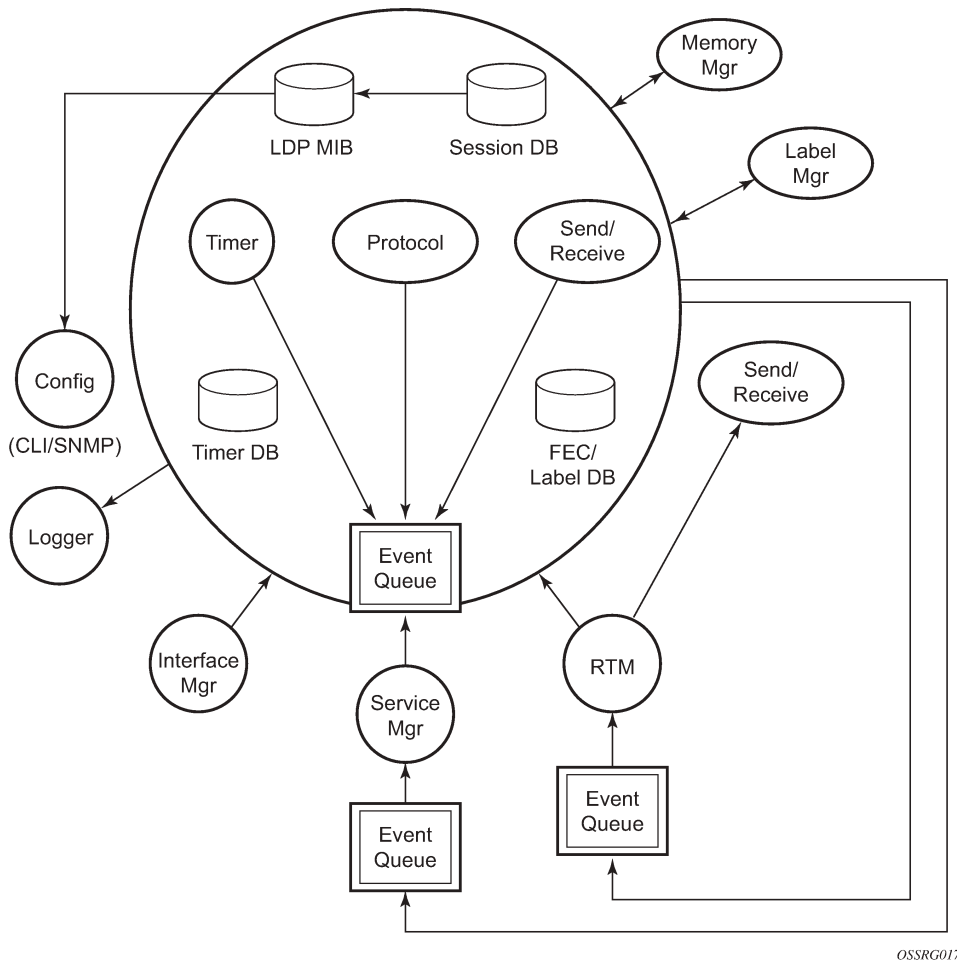 Memory
Mgr
LDP MIB
Session DB
Label
Mgr
Timer
Protocol
Send/
Receive
Config
(CLI/SNMP)
Send/
Receive
Timer DB
FEC/
Label DB
Logger
Event
Queue
Interface
Mgr
Service
Mgr
RTM
Event
Queue
Event
Queue
OSSRG017